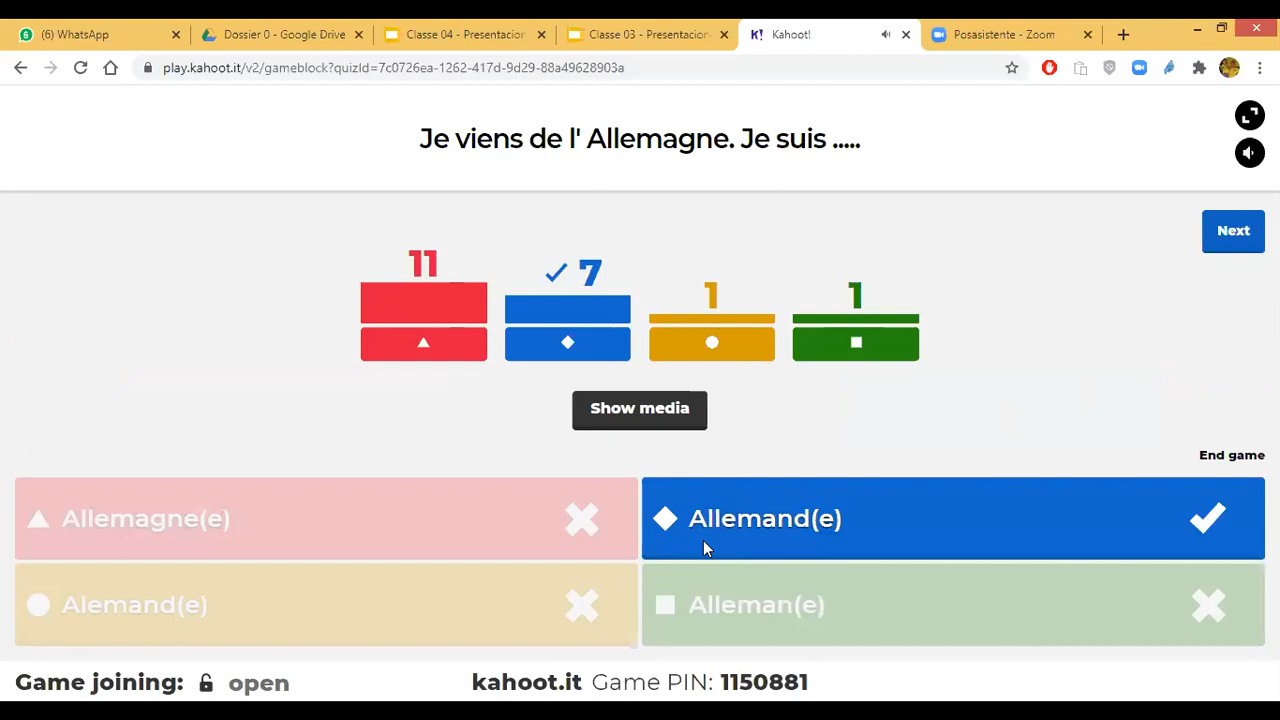 (6) WhatsApp
Dossier 0 - Google Drive
Classe 04 - Presentacion
Classe 03 - Presentacion
K! Kahoot!
Posasistente - Zoom
play.kahoot.it/v2/gameblock?quizId=7c0726ea-1262-417d-9d29-88a49628903a
Je viens de l' Allemagne. Je suis .....
Next
11
7
1
1
Show media
End game
Allemagne(e)
Allemand(e)
Alemand(e)
Alleman(e)
Game joining: open
kahoot.it Game PIN: 1150881